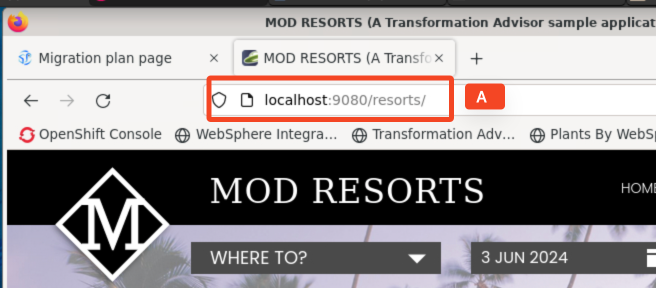 MOD RESORTS (A Transformation Advisor sample applicat
Migration plan page
MOD RESORTS (A Transfo
localhost:9080/resorts/
A
OpenShift Console
WebSphere Integra...
Transformation Adv...
Plants By WebSp
M
MOD RESORTS
HOME
WHERE TO?
3 JUN 2024